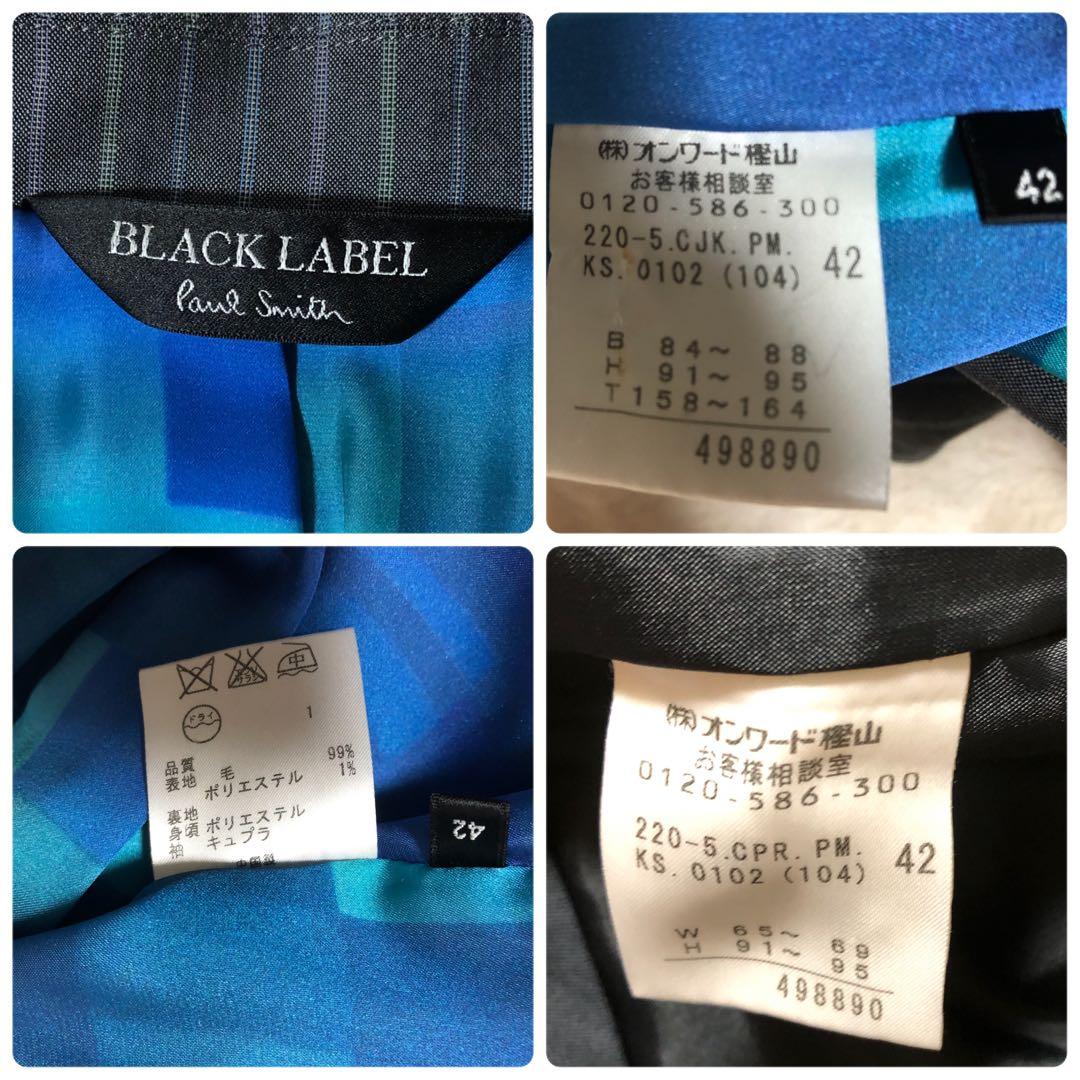 BLACK LABEL
Paul Smith
(株)オンワード樫山
お客様相談室
0120-586-300
220-5.CJK.PM.
KS.0102(104) 42
B 84～ 88
H 91～ 95
T 158～164
498890
42
中
ドライ
1
品質
表地 毛 99%
ポリエステル 1%
裏地
身頃 ポリエステル
袖 キュプラ
42
(株)オンワード樫山
お客様相談室
0120-586-300
220-5.CPR.PM.
KS.0102(104) 42
W 65～ 69
H 91～ 95
498890